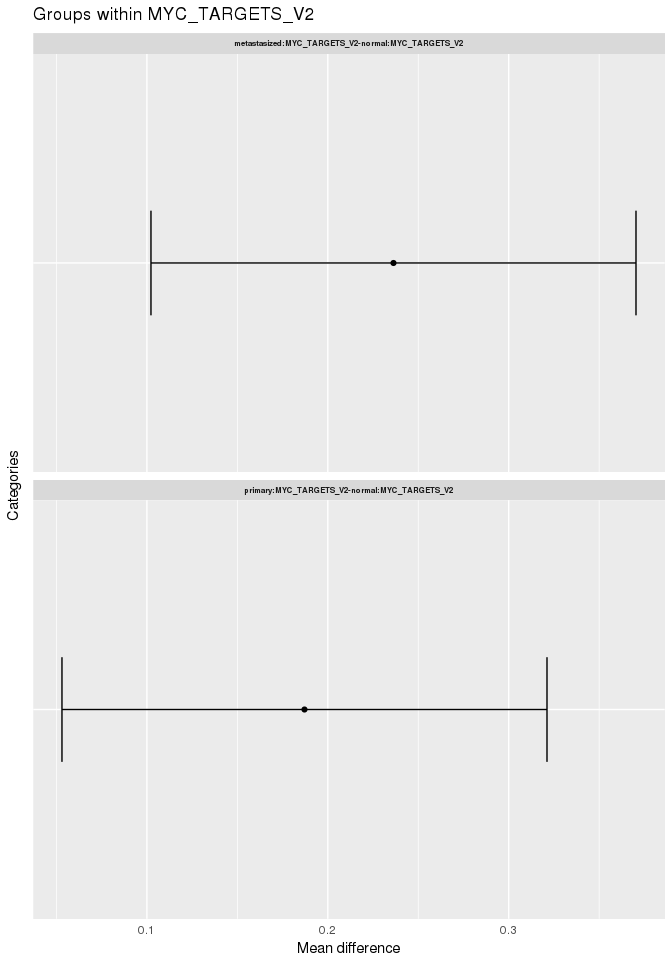 Groups within MYC_TARGETS_V2
metastasized:MYC_TARGETS_V2-normal:MYC_TARGETS_V2
Categories
primary:MYC_TARGETS_V2-normal:MYC_TARGETS_V2
0.1 0.2 0.3
Mean difference